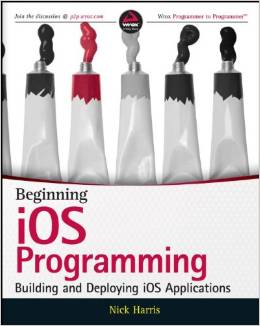 Join the discussion @ p2p.wrox.com
wrox
Wrox Programmer to Programmer™
Beginning
iOS
Programming
Building and Deploying iOS Applications
Nick Harris